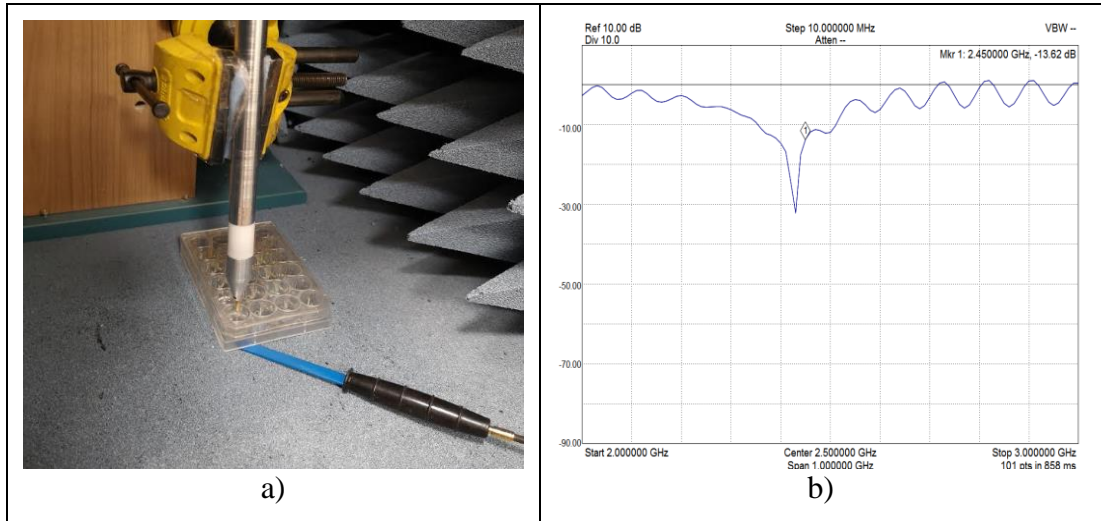 Ref 10.00 dB
Div 10.0
Step 10.000000 MHz
Atten --
VBW --
Mkr 1: 2.450000 GHz, -13.62 dB
1
-10.00
-30.00
-50.00
-70.00
-90.00
Start 2.000000 GHz
Center 2.500000 GHz
Span 1.000000 GHz
Stop 3.000000 GHz
101 pts in 858 ms
a)
b)